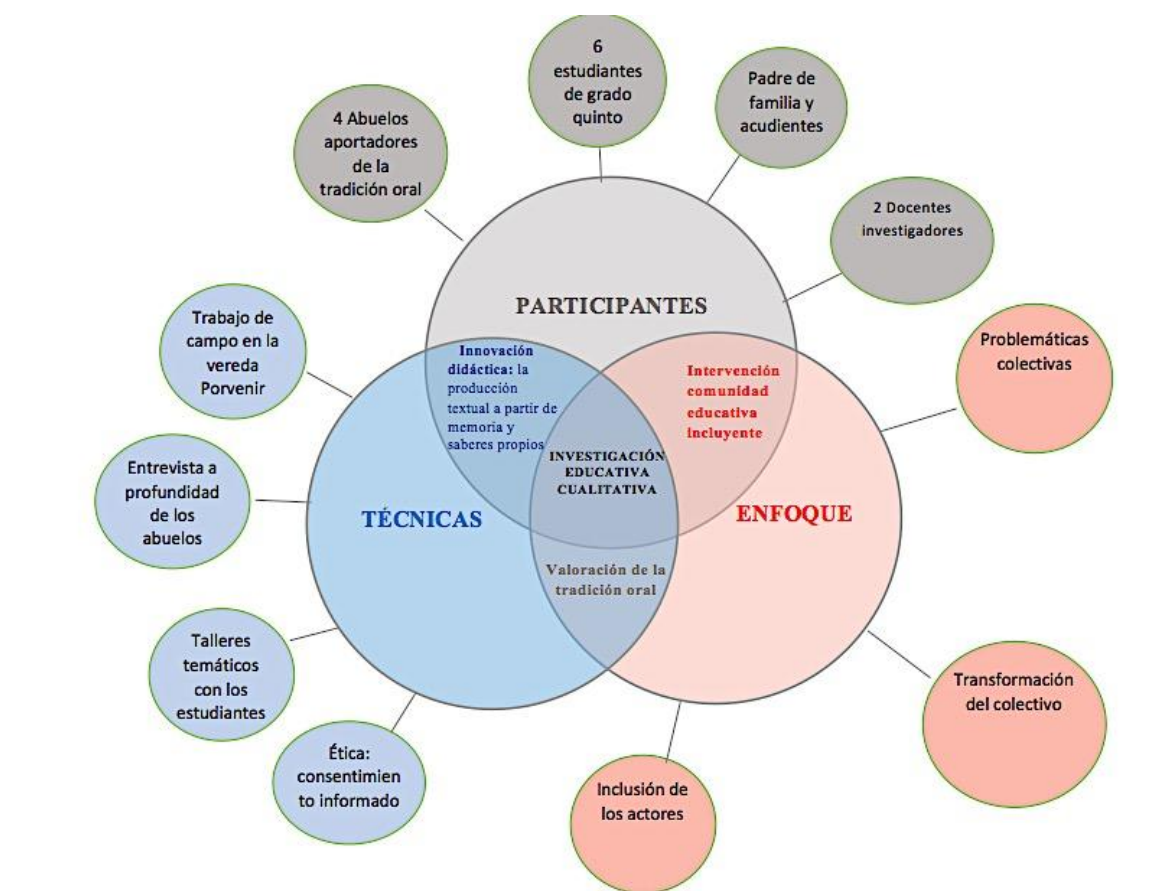 6
estudiantes
de grado
quinto
Padre de
familia y
acudientes
4 Abuelos
aportadores
de la
tradición oral
2 Docentes
investigadores
PARTICIPANTES
Trabajo de
campo en la
vereda
Porvenir
Problemáticas
colectivas
Innovación
didáctica: la
producción
textual a partir de
memoria y
saberes propios
Intervención
comunidad
educativa
incluyente
INVESTIGACIÓN
EDUCATIVA
CUALITATIVA
Entrevista a
profundidad
de los
abuelos
TÉCNICAS
ENFOQUE
Valoración de la
tradición oral
Talleres
temáticos
con los
estudiantes
Transformación
del colectivo
Ética:
consentimien
to informado
Inclusión de
los actores